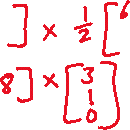 ] × 1/2 [
8] × [3
1
0]